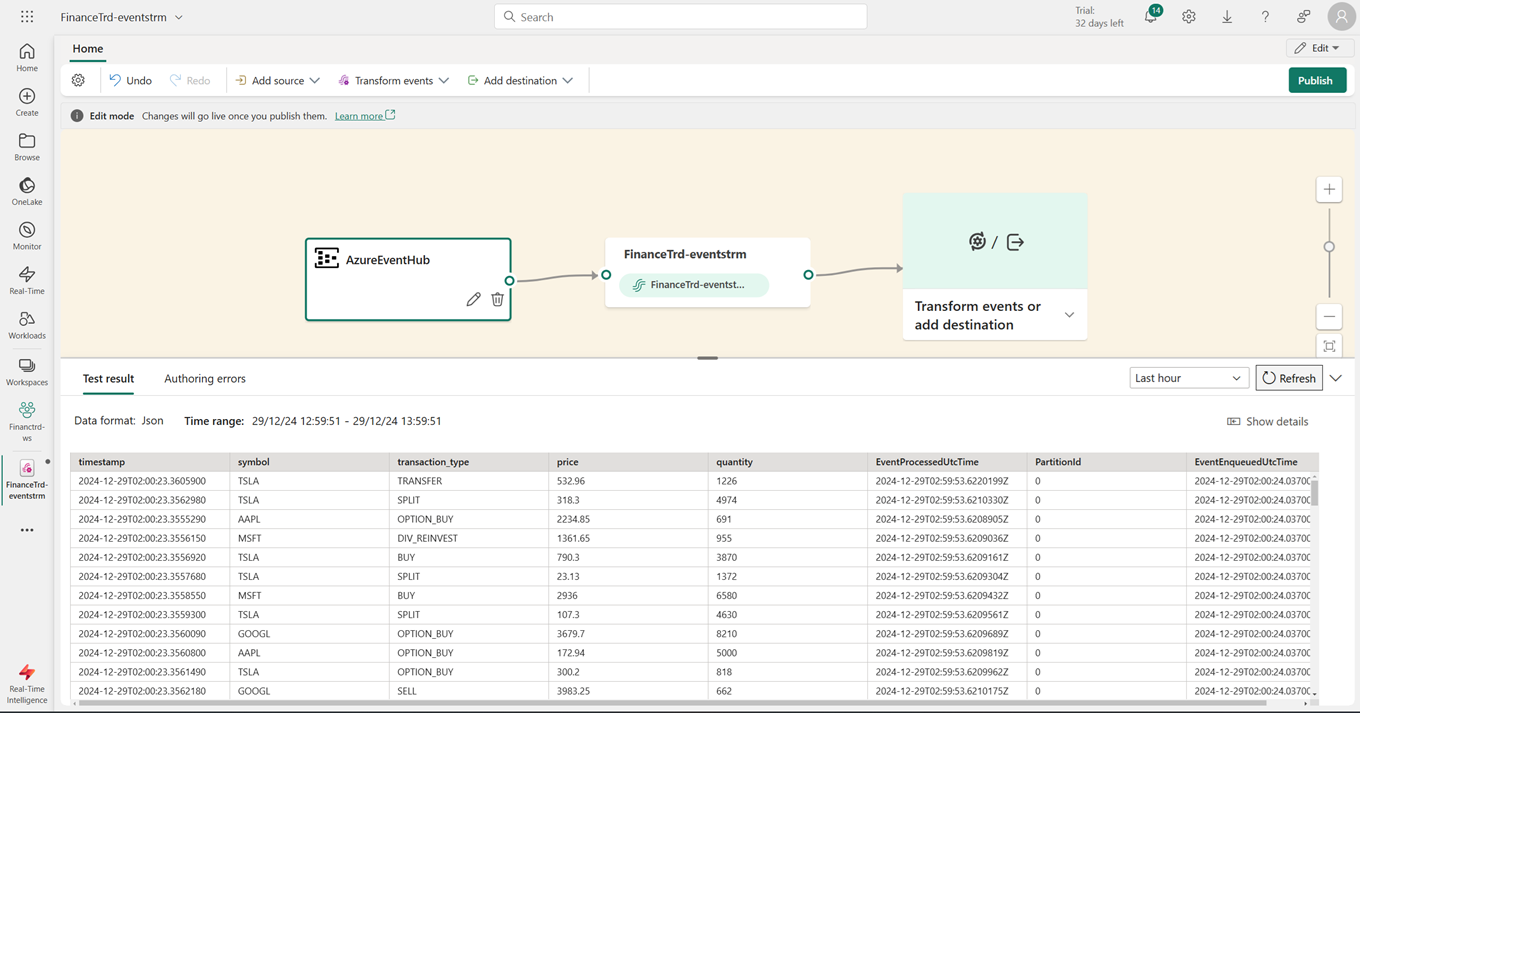 FinanceTrd-eventstrm
Search
Trial:
32 days left
14
Home
Edit
Undo
Redo
Add source
Transform events
Add destination
Publish
Edit mode Changes will go live once you publish them. Learn more
Home
Create
Browse
OneLake
Monitor
Real-Time
Workloads
Workspaces
Financtrd-
ws
FinanceTrd-
eventstrm
Real-Time
Intelligence
AzureEventHub
FinanceTrd-eventstrm
FinanceTrd-eventst...
/
Transform events or
add destination
Test result
Authoring errors
Last hour
Refresh
Data format: Json Time range: 29/12/24 12:59:51 - 29/12/24 13:59:51
Show details
timestamp symbol transaction_type price quantity EventProcessedUtcTime PartitionId EventEnqueuedUtcTime
2024-12-29T02:00:23.3605900 TSLA TRANSFER 532.96 1226 2024-12-29T02:59:53.6220199Z 0 2024-12-29T02:00:24.0370
2024-12-29T02:00:23.3562980 TSLA SPLIT 318.3 4974 2024-12-29T02:59:53.6210330Z 0 2024-12-29T02:00:24.0370
2024-12-29T02:00:23.3555290 AAPL OPTION_BUY 2234.85 691 2024-12-29T02:59:53.6208905Z 0 2024-12-29T02:00:24.0370
2024-12-29T02:00:23.3556150 MSFT DIV_REINVEST 1361.65 955 2024-12-29T02:59:53.6209036Z 0 2024-12-29T02:00:24.0370
2024-12-29T02:00:23.3556920 TSLA BUY 790.3 3870 2024-12-29T02:59:53.6209161Z 0 2024-12-29T02:00:24.0370
2024-12-29T02:00:23.3557680 TSLA SPLIT 23.13 1372 2024-12-29T02:59:53.6209304Z 0 2024-12-29T02:00:24.0370
2024-12-29T02:00:23.3558550 MSFT BUY 2936 6580 2024-12-29T02:59:53.6209432Z 0 2024-12-29T02:00:24.0370
2024-12-29T02:00:23.3559300 TSLA SPLIT 107.3 4630 2024-12-29T02:59:53.6209561Z 0 2024-12-29T02:00:24.0370
2024-12-29T02:00:23.3560090 GOOGL OPTION_BUY 3679.7 8210 2024-12-29T02:59:53.6209689Z 0 2024-12-29T02:00:24.0370
2024-12-29T02:00:23.3560800 AAPL OPTION_BUY 172.94 5000 2024-12-29T02:59:53.6209819Z 0 2024-12-29T02:00:24.0370
2024-12-29T02:00:23.3561490 TSLA OPTION_BUY 300.2 818 2024-12-29T02:59:53.6209962Z 0 2024-12-29T02:00:24.0370
2024-12-29T02:00:23.3562180 GOOGL SELL 3983.25 662 2024-12-29T02:59:53.6210175Z 0 2024-12-29T02:00:24.0370